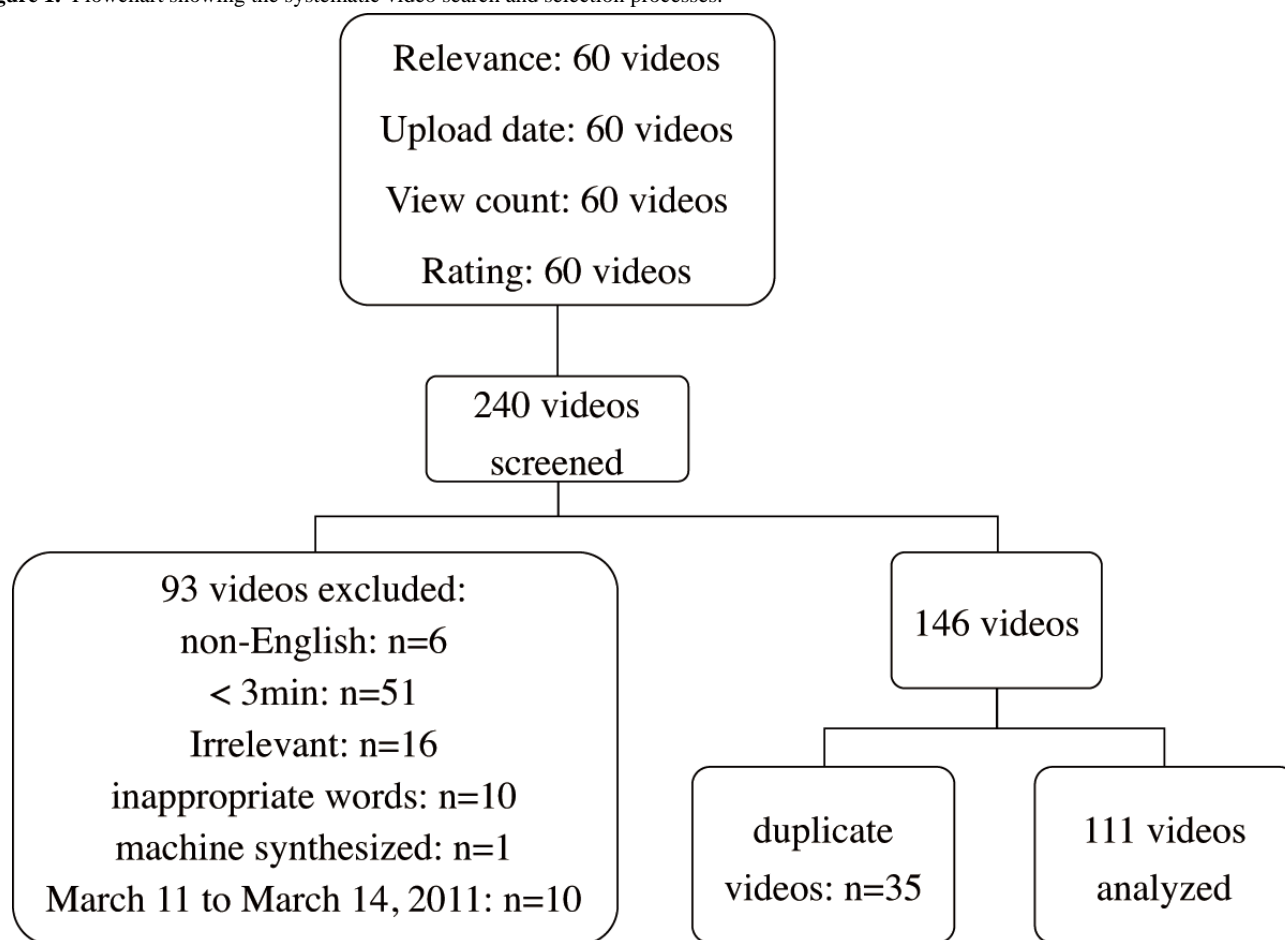 Relevance: 60 videos
Upload date: 60 videos
View count: 60 videos
Rating: 60 videos
240 videos
screened
93 videos excluded:
non-English: n=6
< 3min: n=51
Irrelevant: n=16
inappropriate words: n=10
machine synthesized: n=1
March 11 to March 14, 2011: n=10
146 videos
duplicate
videos: n=35
111 videos
analyzed